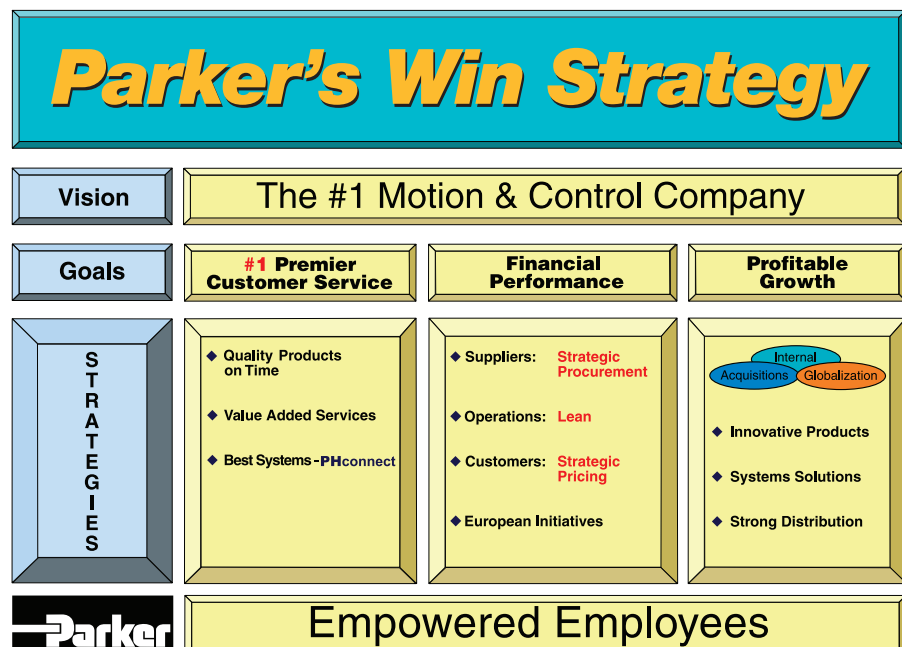 Parker's Win Strategy
Vision
The #1 Motion & Control Company
Goals
#1 Premier
Customer Service
Financial
Performance
Profitable
Growth
STRATEGIES
◆ Quality Products
on Time
◆ Value Added Services
◆ Best Systems - PHconnect
◆ Suppliers: Strategic
Procurement
◆ Operations: Lean
◆ Customers: Strategic
Pricing
◆ European Initiatives
Internal
Acquisitions Globalization
◆ Innovative Products
◆ Systems Solutions
◆ Strong Distribution
Parker
Empowered Employees